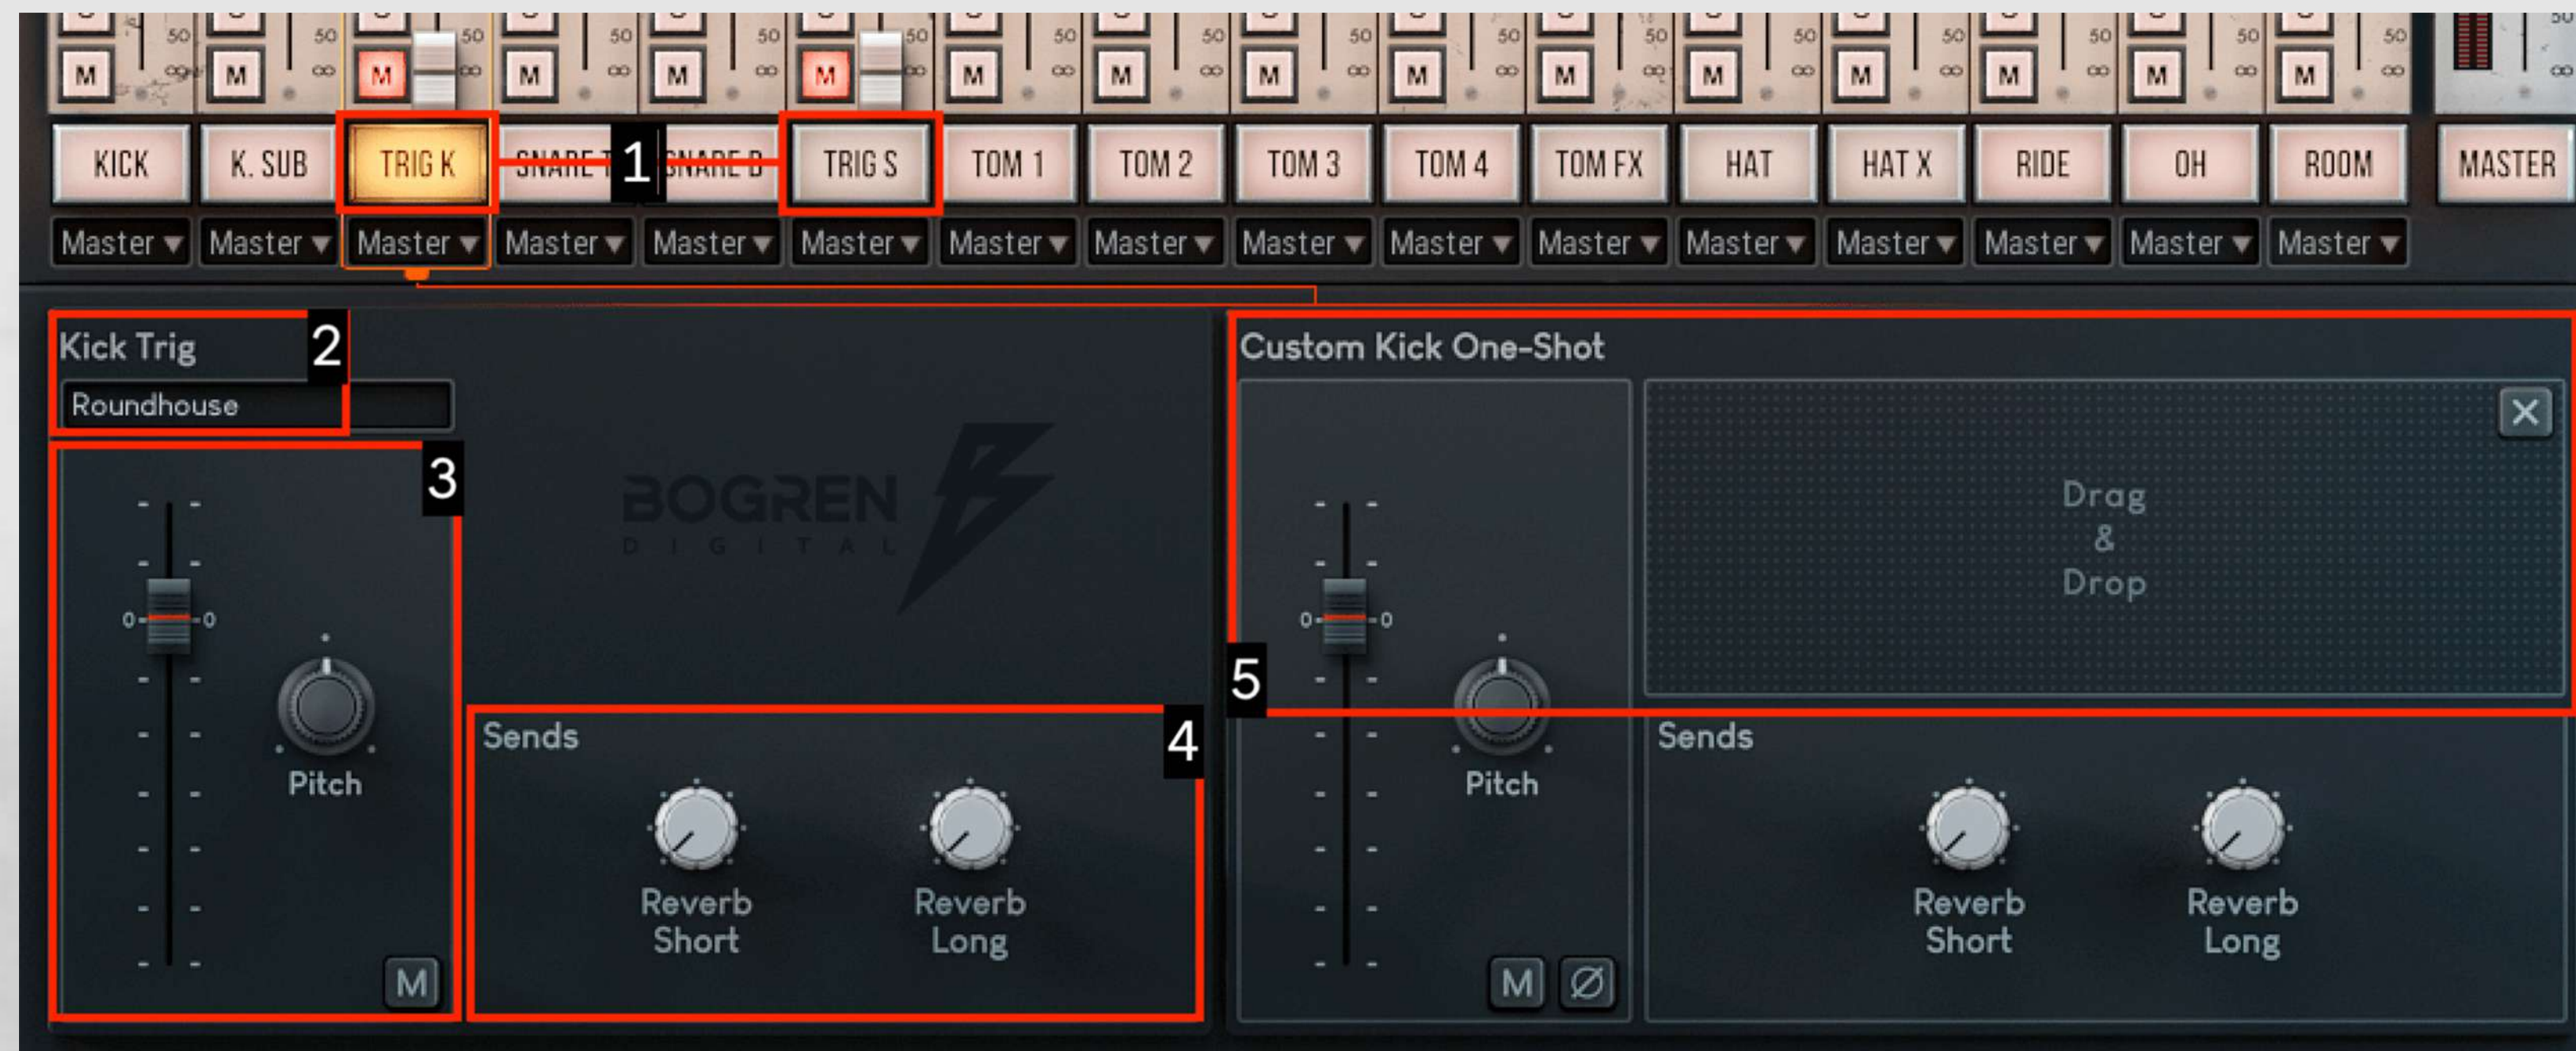 50 50 50 50 50 50 50 50 50 50 50 50 50 50 50 50
M ∞ M ∞ M ∞ M ∞ M ∞ M ∞ M ∞ M ∞ M ∞ M ∞ M ∞ M ∞ M ∞ M ∞ M ∞ M ∞ ∞
KICK K. SUB TRIG K SNARE T 1 SNARE B TRIG S TOM 1 TOM 2 TOM 3 TOM 4 TOM FX HAT HAT X RIDE OH ROOM MASTER
Master Master Master Master Master Master Master Master Master Master Master Master Master Master Master Master
Kick Trig 2
Roundhouse
3
0 0
Pitch
M
BOGREN
DIGITAL
4
Sends
Reverb Short
Reverb Long
Custom Kick One-Shot
5
0 0
Pitch
M Ø
X
Drag
&
Drop
Sends
Reverb Short
Reverb Long